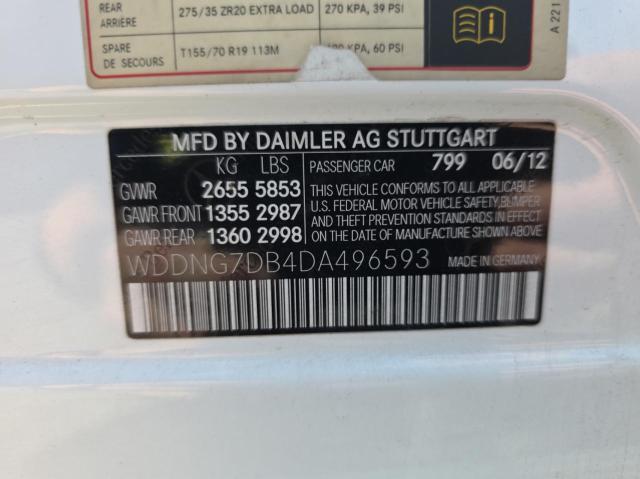 REAR 275/35 ZR20 EXTRA LOAD 270 KPA, 39 PSI
ARRIÈRE
SPARE T155/70 R19 113M KPA, 60 PSI
DE SECOURS
A 221
MFD BY DAIMLER AG STUTTGART
KG LBS PASSENGER CAR 799 06/12
GVWR 2655 5853 THIS VEHICLE CONFORMS TO ALL APPLICABLE
U.S. FEDERAL MOTOR VEHICLE SAFETY, BUMPER
GAWR FRONT 1355 2987 AND THEFT PREVENTION STANDARDS IN EFFECT
GAWR REAR 1360 2998 ON THE DATE OF MANUFACTURE SHOWN ABOVE.
WDDNG7DB4DA496593 MADE IN GERMANY